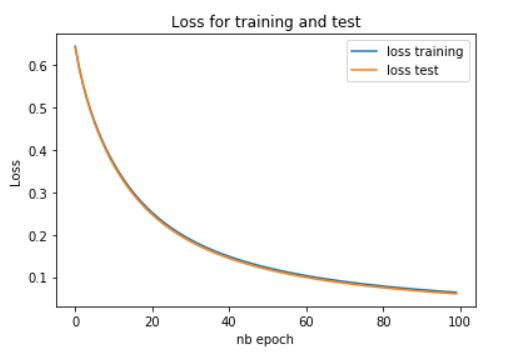 Loss for training and test
loss training
loss test
Loss
0.6
0.5
0.4
0.3
0.2
0.1
0 20 40 60 80 100
nb epoch